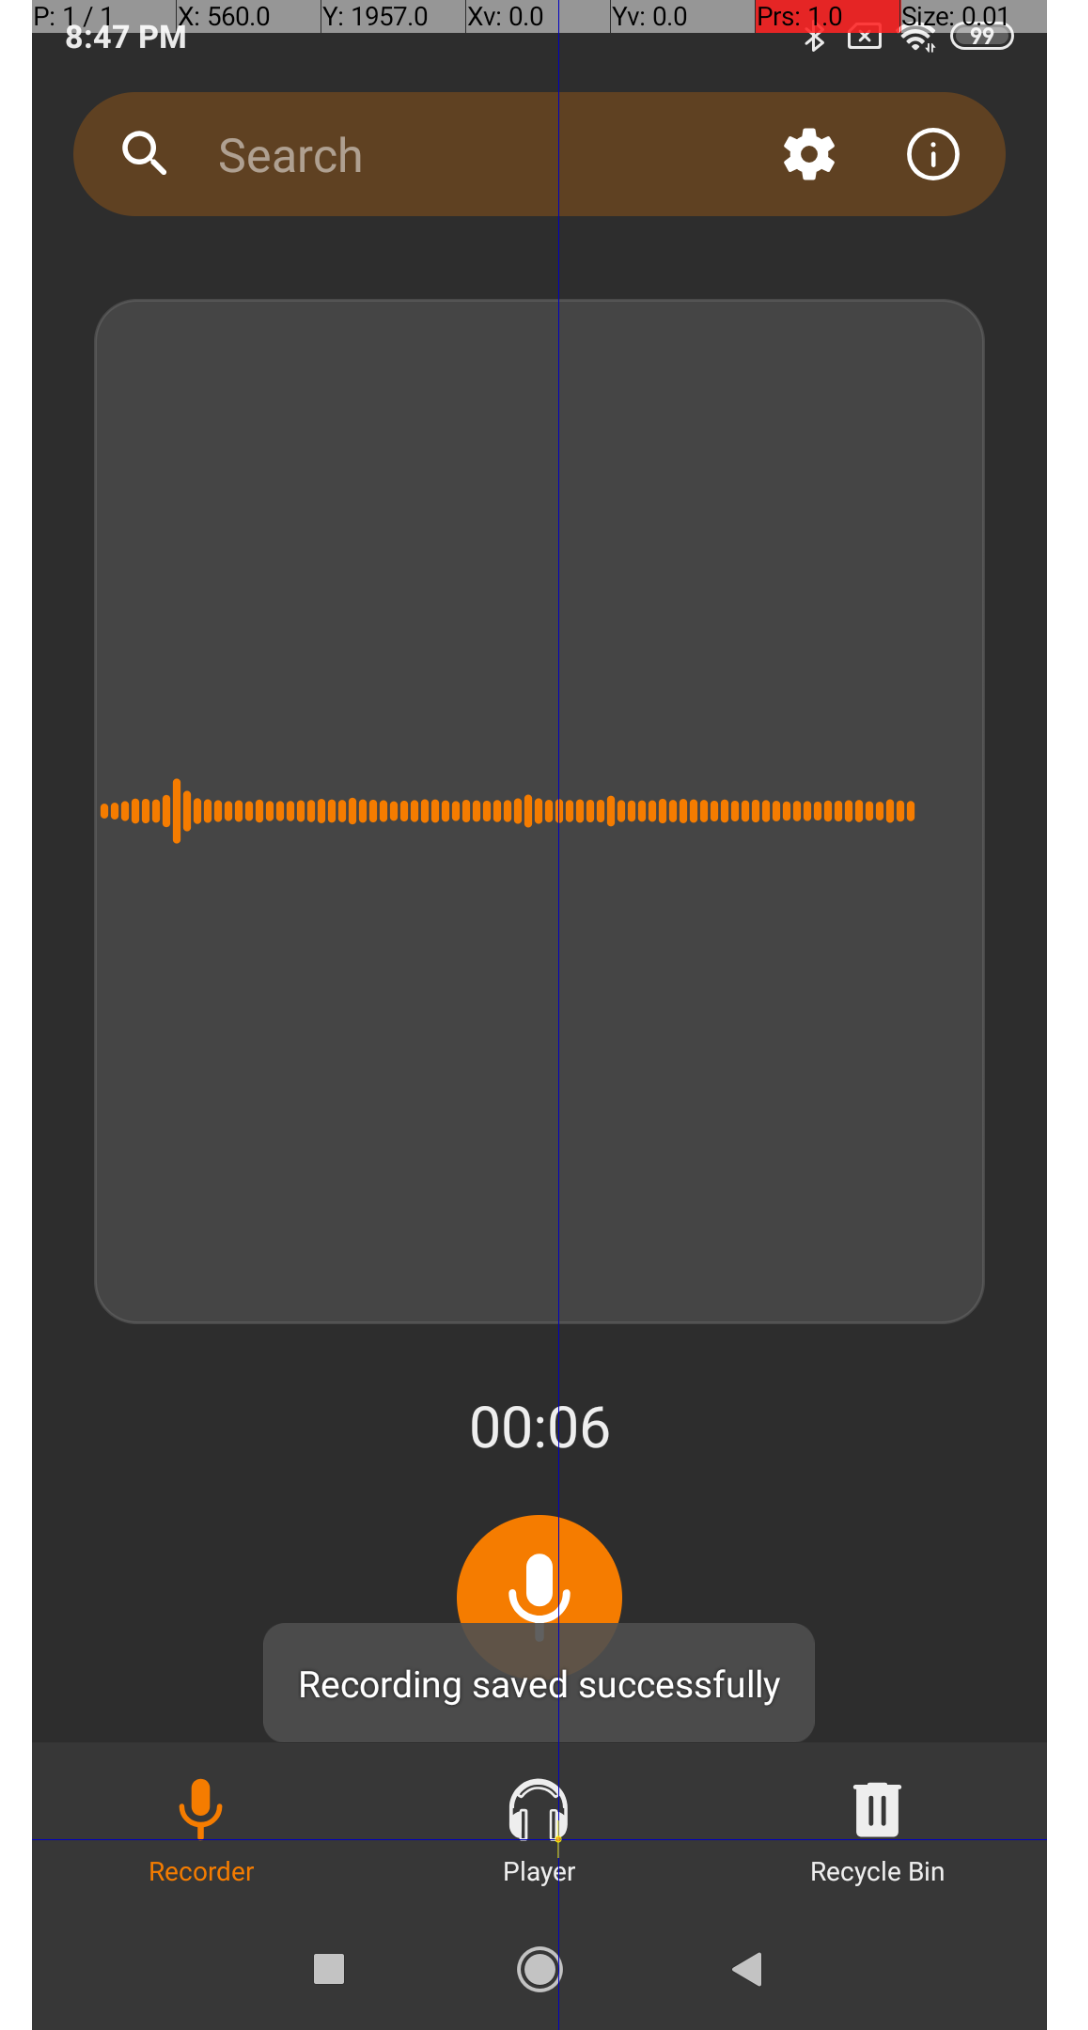 P: 1 / 1 X: 560.0 Y: 1957.0 Xv: 0.0 Yv: 0.0 Prs: 1.0 Size: 0.01
8:47 PM 99
Search
00:06
Recording saved successfully
Recorder Player Recycle Bin